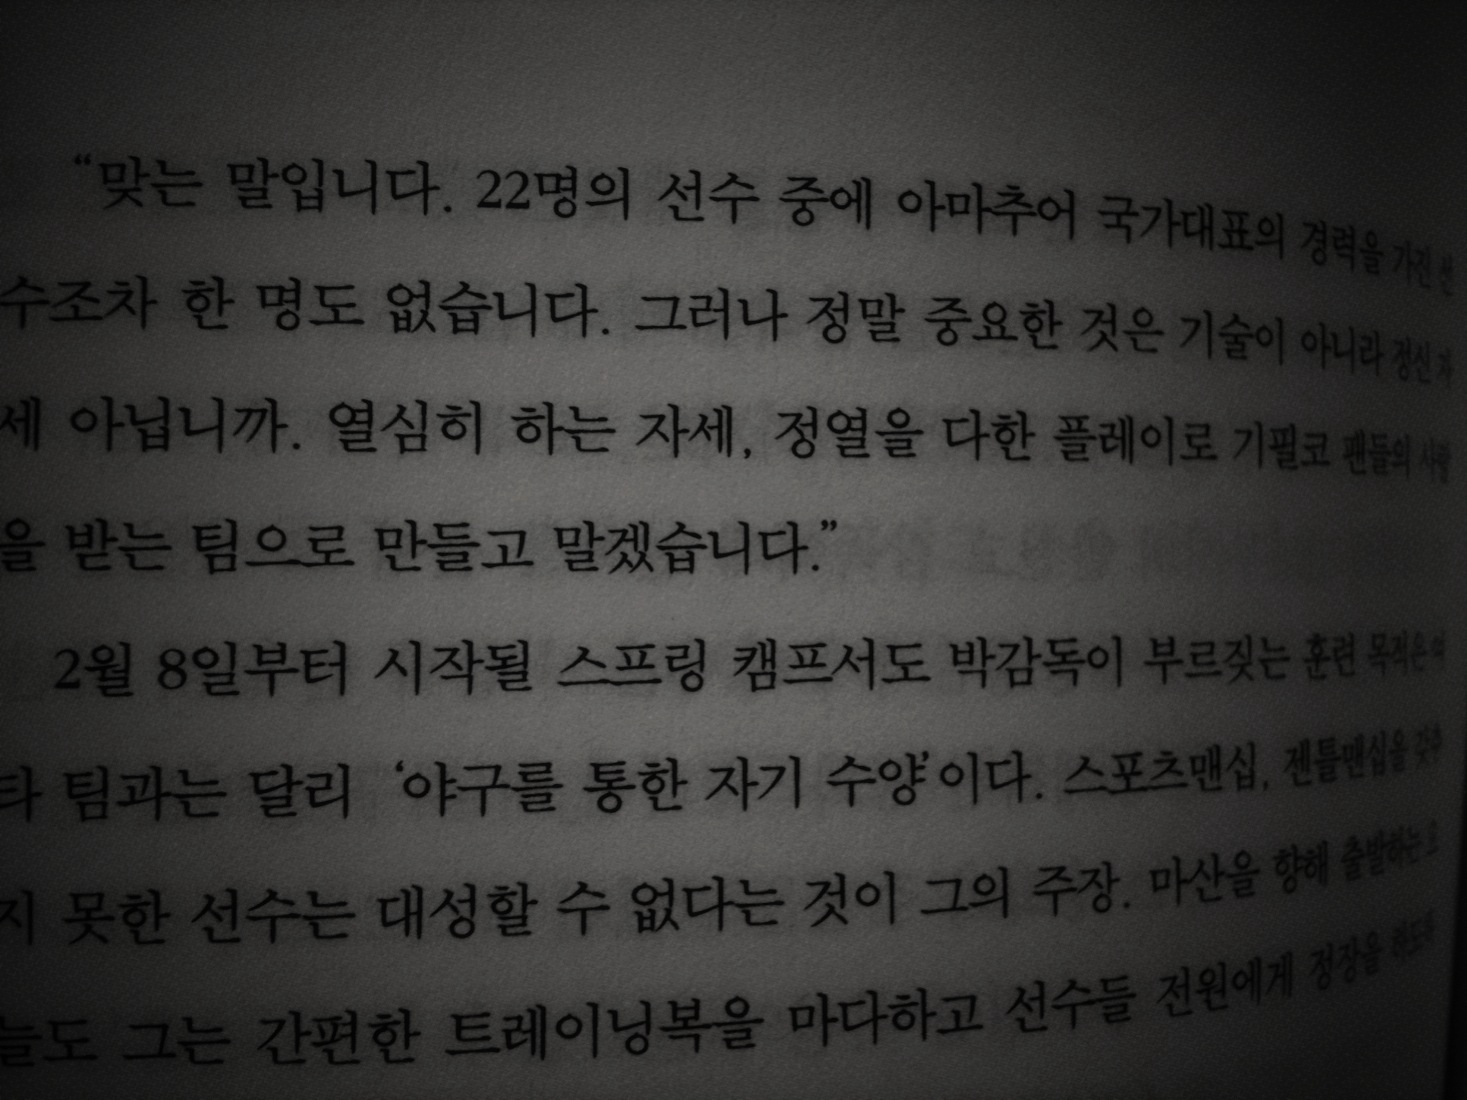 “맞는 말입니다. 22명의 선수 중에 아마추어 국가대표의 경력을 가진 선
수조차 한 명도 없습니다. 그러나 정말 중요한 것은 기술이 아니라 정신 자
세 아닙니까. 열심히 하는 자세, 정열을 다한 플레이로 기필코 팬들의 사랑
을 받는 팀으로 만들고 말겠습니다.”
2월 8일부터 시작될 스프링 캠프서도 박감독이 부르짖는 훈련 목적은 여
타 팀과는 달리 ‘야구를 통한 자기 수양’이다. 스포츠맨십, 젠틀맨십을 갖추
지 못한 선수는 대성할 수 없다는 것이 그의 주장. 마산을 향해 출발하는 오
늘도 그는 간편한 트레이닝복을 마다하고 선수들 전원에게 정장을